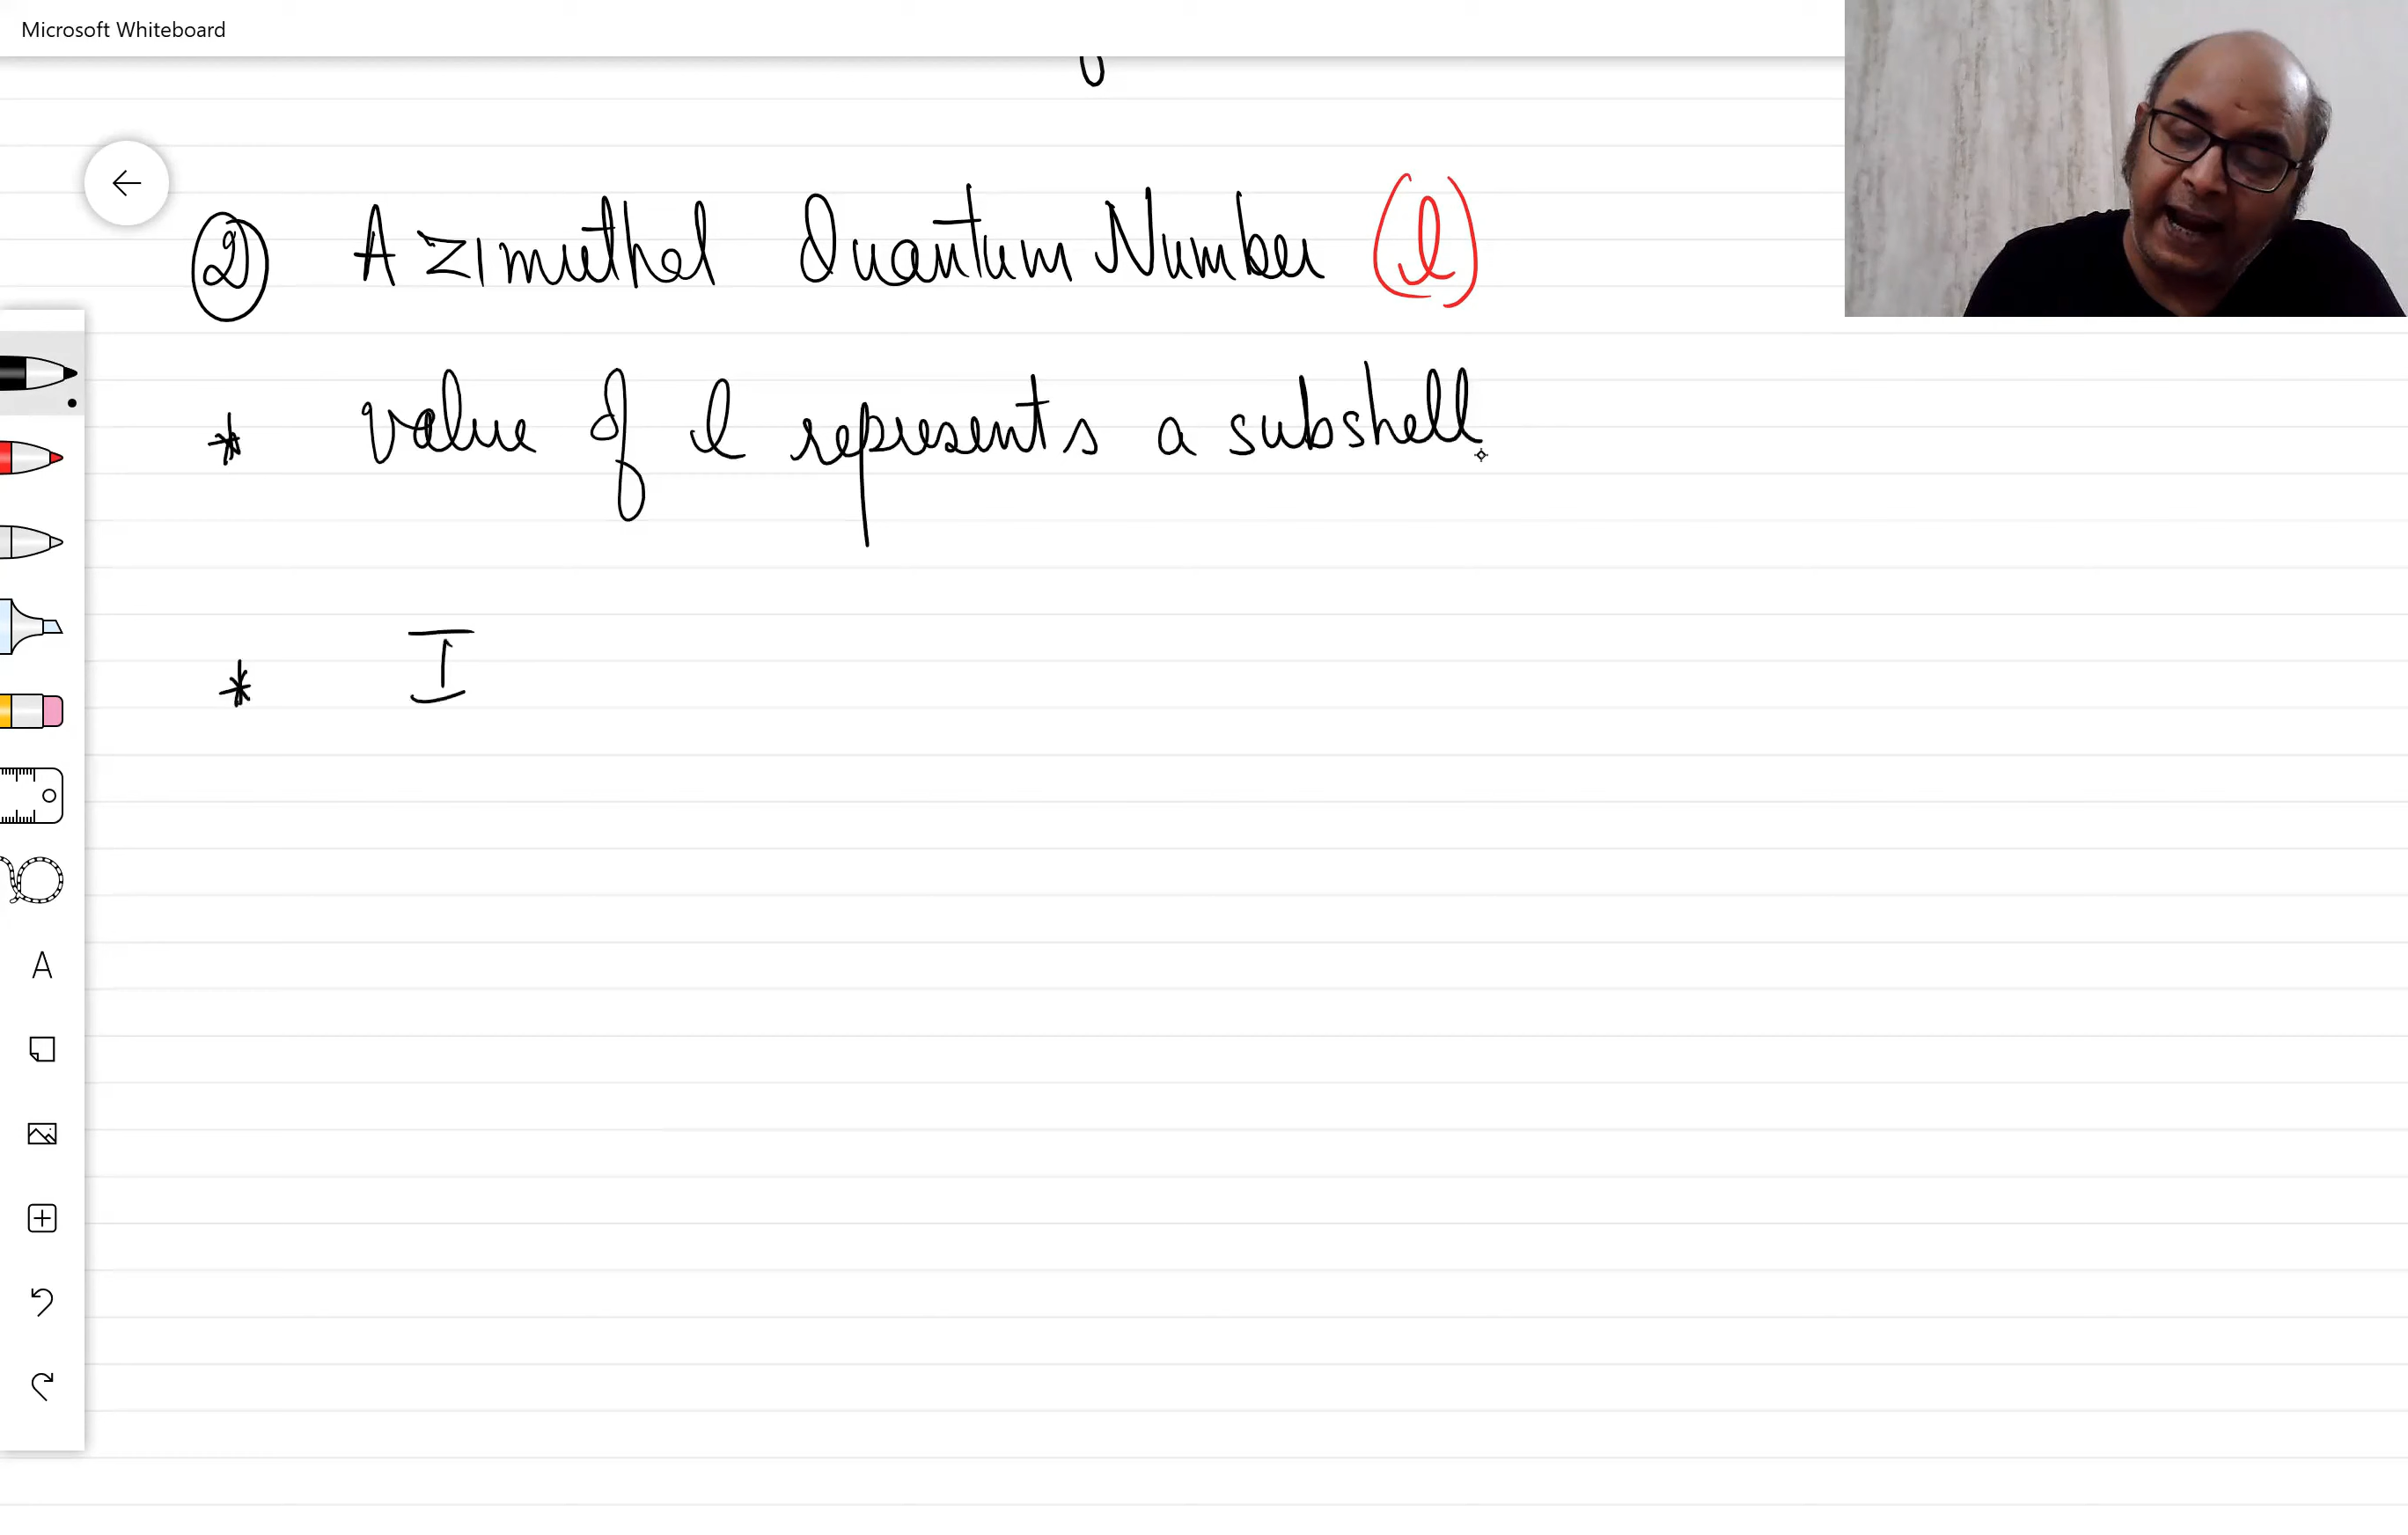 Microsoft Whiteboard
② Azimuthal Quantum Number (l)
* value of l represents a subshell
* I
A